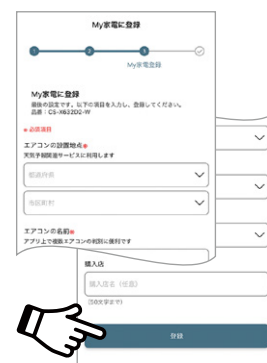 My家電に登録
My家電登録
My家電に登録
最後の設定です。以下の項目を入力し、登録してください。
品番：CS-X632D2-W
必須項目
エアコンの設置地点
天気予報関連サービスに利用します
都道府県
市区町村
エアコンの名前
アプリ上で複数エアコンの判別に便利です
購入店
購入店名（任意）
(50文字まで)
登録